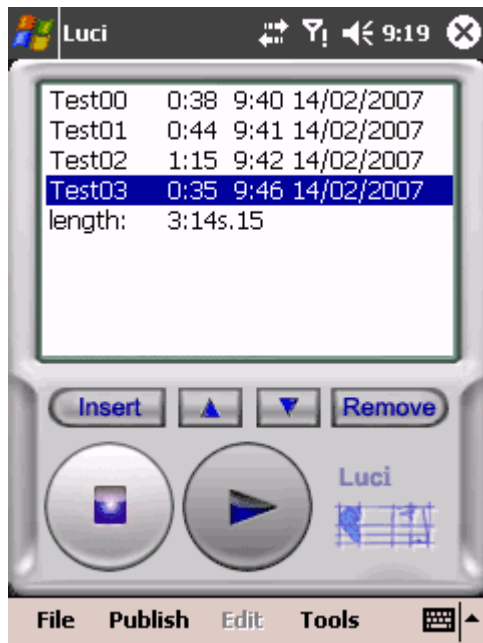 Luci 9:19
Test00 0:38 9:40 14/02/2007
Test01 0:44 9:41 14/02/2007
Test02 1:15 9:42 14/02/2007
Test03 0:35 9:46 14/02/2007
length: 3:14s.15
Insert Remove
Luci
File Publish Edit Tools